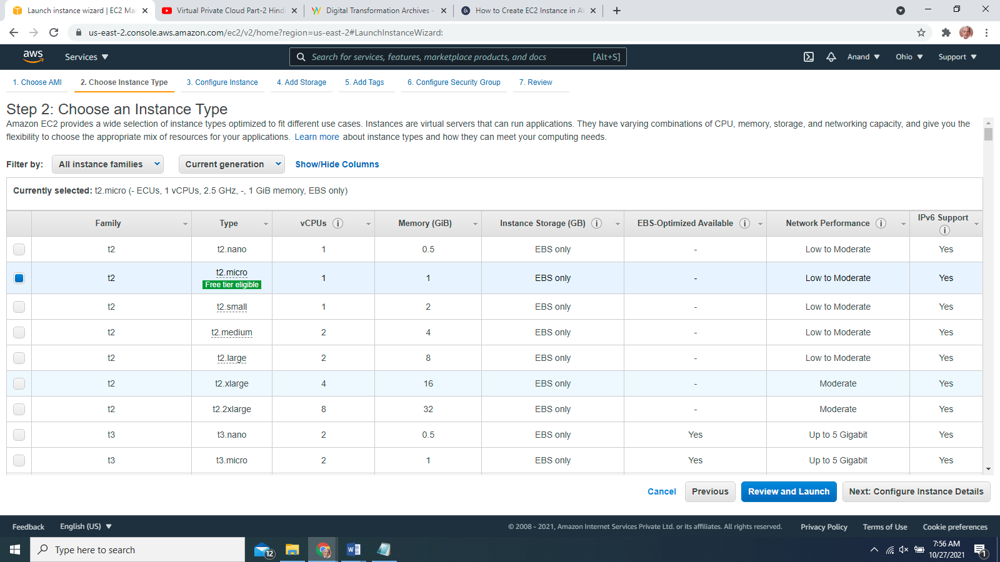 Launch instance wizard | EC2 Ma
Virtual Private Cloud Part-2 Hindi
Digital Transformation Archives -
How to Create EC2 Instance in AW
us-east-2.console.aws.amazon.com/ec2/v2/home?region=us-east-2#LaunchInstanceWizard:
aws
Services
Search for services, features, marketplace products, and docs [Alt+S]
Anand
Ohio
Support
1. Choose AMI
2. Choose Instance Type
3. Configure Instance
4. Add Storage
5. Add Tags
6. Configure Security Group
7. Review
Step 2: Choose an Instance Type
Amazon EC2 provides a wide selection of instance types optimized to fit different use cases. Instances are virtual servers that can run applications. They have varying combinations of CPU, memory, storage, and networking capacity, and give you the
flexibility to choose the appropriate mix of resources for your applications. Learn more about instance types and how they can meet your computing needs.
Filter by: All instance families Current generation Show/Hide Columns
Currently selected: t2.micro (- ECUs, 1 vCPUs, 2.5 GHz, -, 1 GiB memory, EBS only)
Family Type vCPUs Memory (GiB) Instance Storage (GB) EBS-Optimized Available Network Performance IPv6 Support
t2 t2.nano 1 0.5 EBS only - Low to Moderate Yes
t2 t2.micro 1 1 EBS only - Low to Moderate Yes
Free tier eligible
t2 t2.small 1 2 EBS only - Low to Moderate Yes
t2 t2.medium 2 4 EBS only - Low to Moderate Yes
t2 t2.large 2 8 EBS only - Low to Moderate Yes
t2 t2.xlarge 4 16 EBS only - Moderate Yes
t2 t2.2xlarge 8 32 EBS only - Moderate Yes
t3 t3.nano 2 0.5 EBS only Yes Up to 5 Gigabit Yes
t3 t3.micro 2 1 EBS only Yes Up to 5 Gigabit Yes
Cancel Previous Review and Launch Next: Configure Instance Details
Feedback English (US) © 2008 - 2021, Amazon Internet Services Private Ltd. or its affiliates. All rights reserved. Privacy Policy Terms of Use Cookie preferences
Type here to search
12
7:56 AM
10/27/2021
1